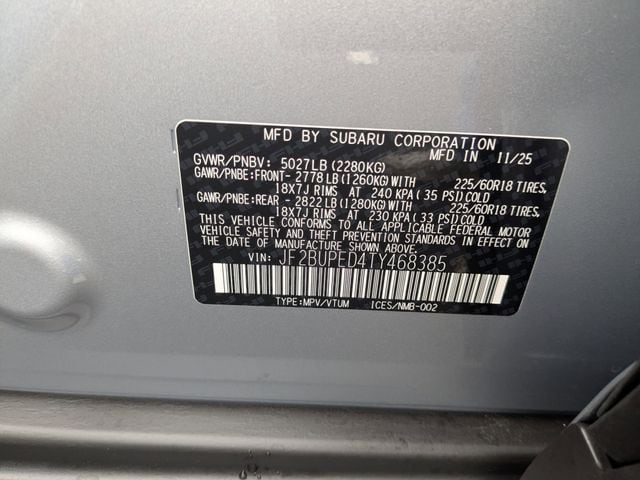 MFD BY SUBARU CORPORATION
MFD IN 11/25
GVWR/PNBV: 5027LB(2280KG)
GAWR/PNBE:FRONT- 2778LB(1260KG)WITH 225/60R18 TIRES,
18X7J RIMS AT 240 KPA(35 PSI)COLD
GAWR/PNBE:REAR - 2822LB(1280KG)WITH 225/60R18 TIRES,
18X7J RIMS AT 230 KPA(33 PSI)COLD
THIS VEHICLE CONFORMS TO ALL APPLICABLE FEDERAL MOTOR
VEHICLE SAFETY AND THEFT PREVENTION STANDARDS IN EFFECT ON
THE DATE OF MANUFACTURE SHOWN ABOVE.
VIN: JF2BUPED4TY468385
TYPE:MPV/VTUM ICES/NMB-002